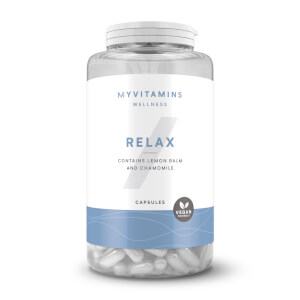 MYVITAMINS
WELLNESS
RELAX
CONTAINS LEMON BALM
AND CHAMOMILE
CAPSULES
VEGAN